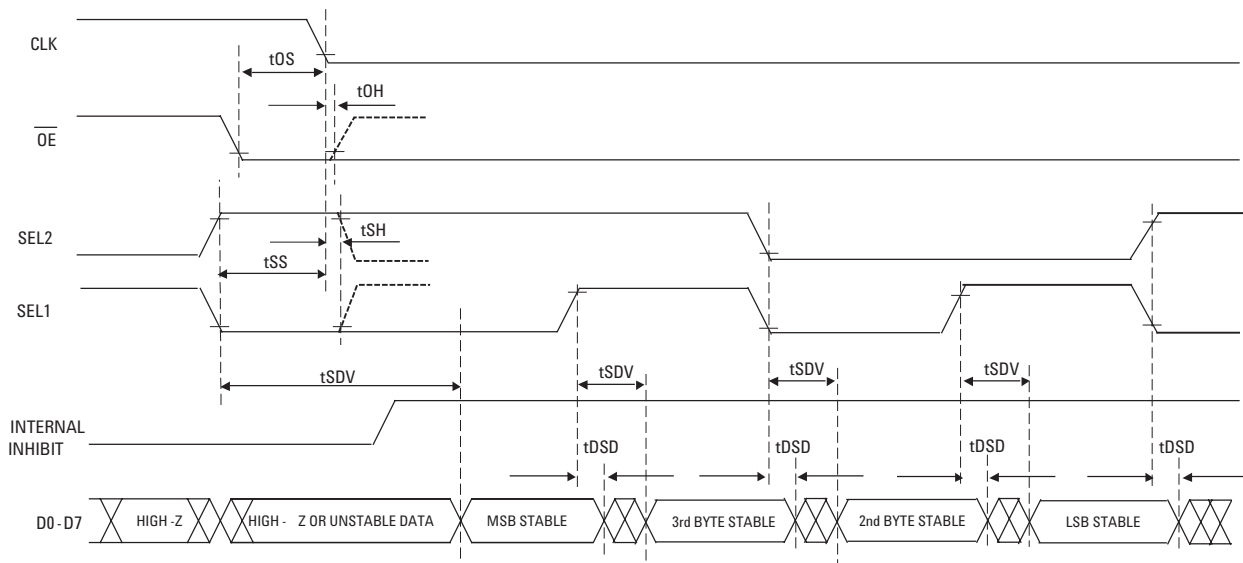 CLK
tOS
tOH
OE
SEL2
tSH
tSS
SEL1
tSDV
tSDV
tSDV
tSDV
INTERNAL
INHIBIT
tDSD
tDSD
tDSD
tDSD
D0 - D7
HIGH -Z
HIGH - Z OR UNSTABLE DATA
MSB STABLE
3rd BYTE STABLE
2nd BYTE STABLE
LSB STABLE